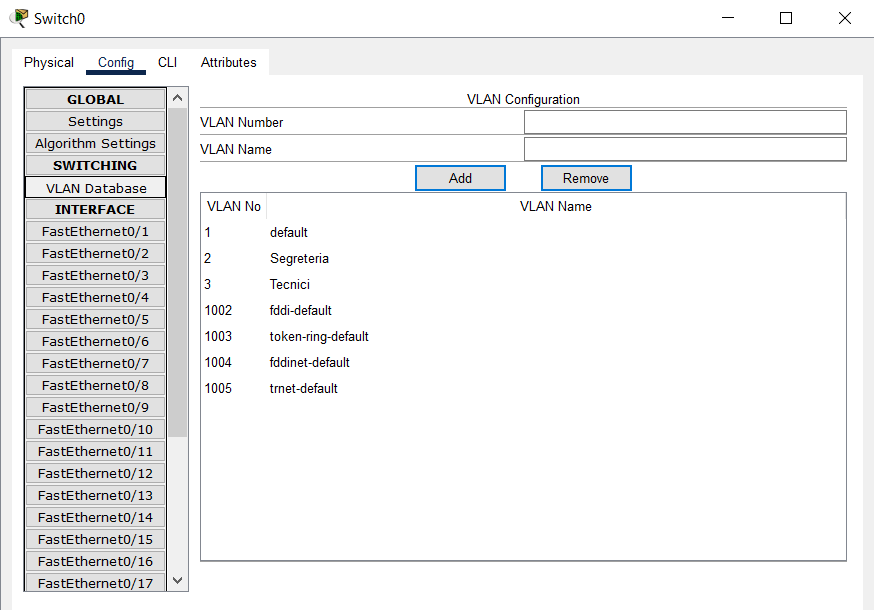 Switch0
Physical Config CLI Attributes
GLOBAL
Settings
Algorithm Settings
SWITCHING
VLAN Database
INTERFACE
FastEthernet0/1
FastEthernet0/2
FastEthernet0/3
FastEthernet0/4
FastEthernet0/5
FastEthernet0/6
FastEthernet0/7
FastEthernet0/8
FastEthernet0/9
FastEthernet0/10
FastEthernet0/11
FastEthernet0/12
FastEthernet0/13
FastEthernet0/14
FastEthernet0/15
FastEthernet0/16
FastEthernet0/17
VLAN Configuration
VLAN Number
VLAN Name
Add Remove
VLAN No VLAN Name
1 default
2 Segreteria
3 Tecnici
1002 fddi-default
1003 token-ring-default
1004 fddinet-default
1005 trnet-default